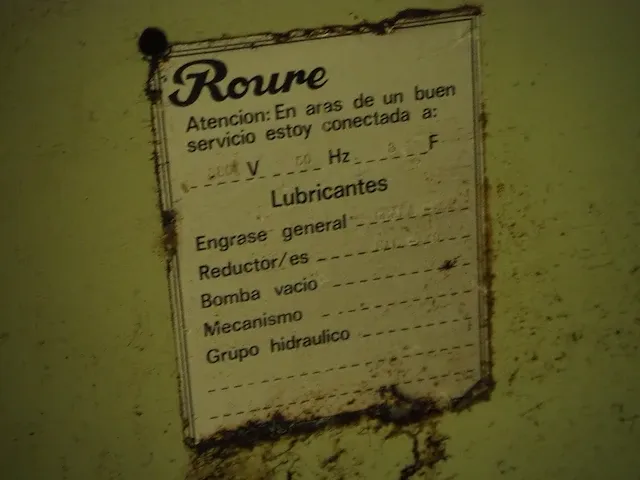 Roure
Atencion: En aras de un buen
servicio estoy conectada a:
V Hz F
Lubricantes
Engrase general
Reductor/es
Bomba vacio
Mecanismo
Grupo hidraulico